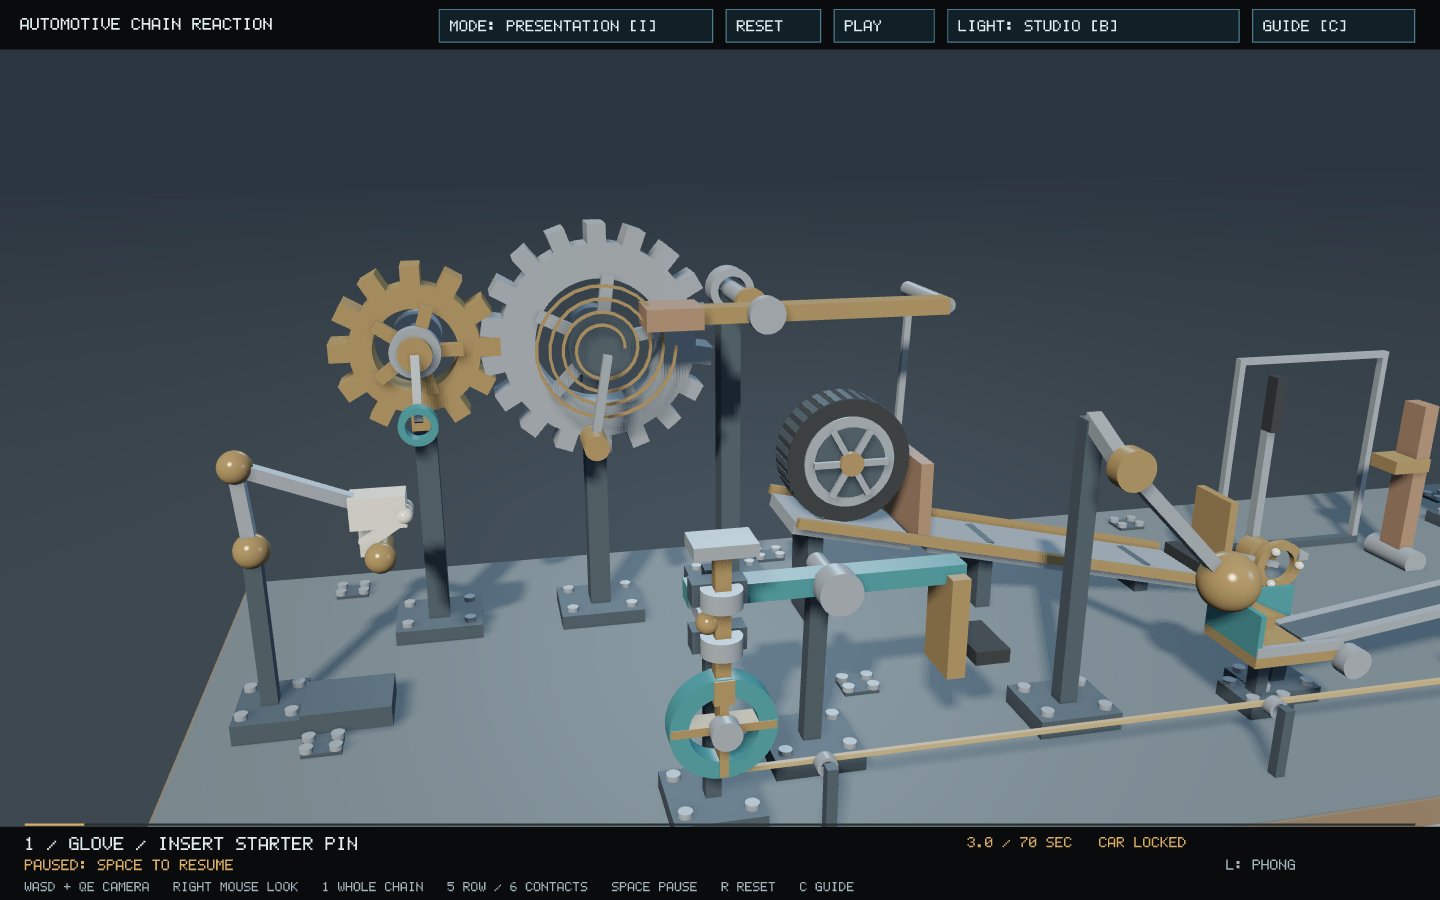 AUTOMOTIVE CHAIN REACTION
MODE: PRESENTATION [I]
RESET
PLAY
LIGHT: STUDIO [B]
GUIDE [C]
1 / GLOVE / INSERT STARTER PIN
3.0 / 70 SEC
CAR LOCKED
PAUSED: SPACE TO RESUME
L: PHONG
WASD + QE CAMERA
RIGHT MOUSE LOOK
1 WHOLE CHAIN
5 ROW / 6 CONTACTS
SPACE PAUSE
R RESET
C GUIDE